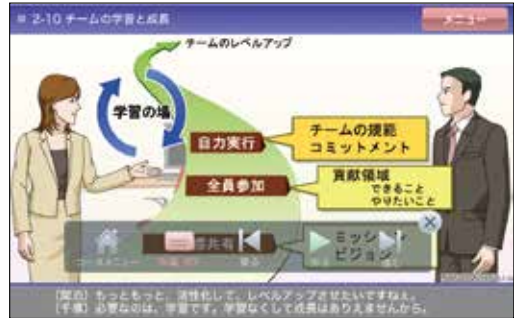 2-10 チームの学習と成長
メニュー
チームのレベルアップ
学習の場
自力実行
チームの規範
コミットメント
全員参加
貢献領域
できること
やりたいこと
共有
ミッション
ビジョン
もっともっと、活性化して、レベルアップさせたいですねぇ。
必要なのは、学習です。学習なくして成長はありえませんから。